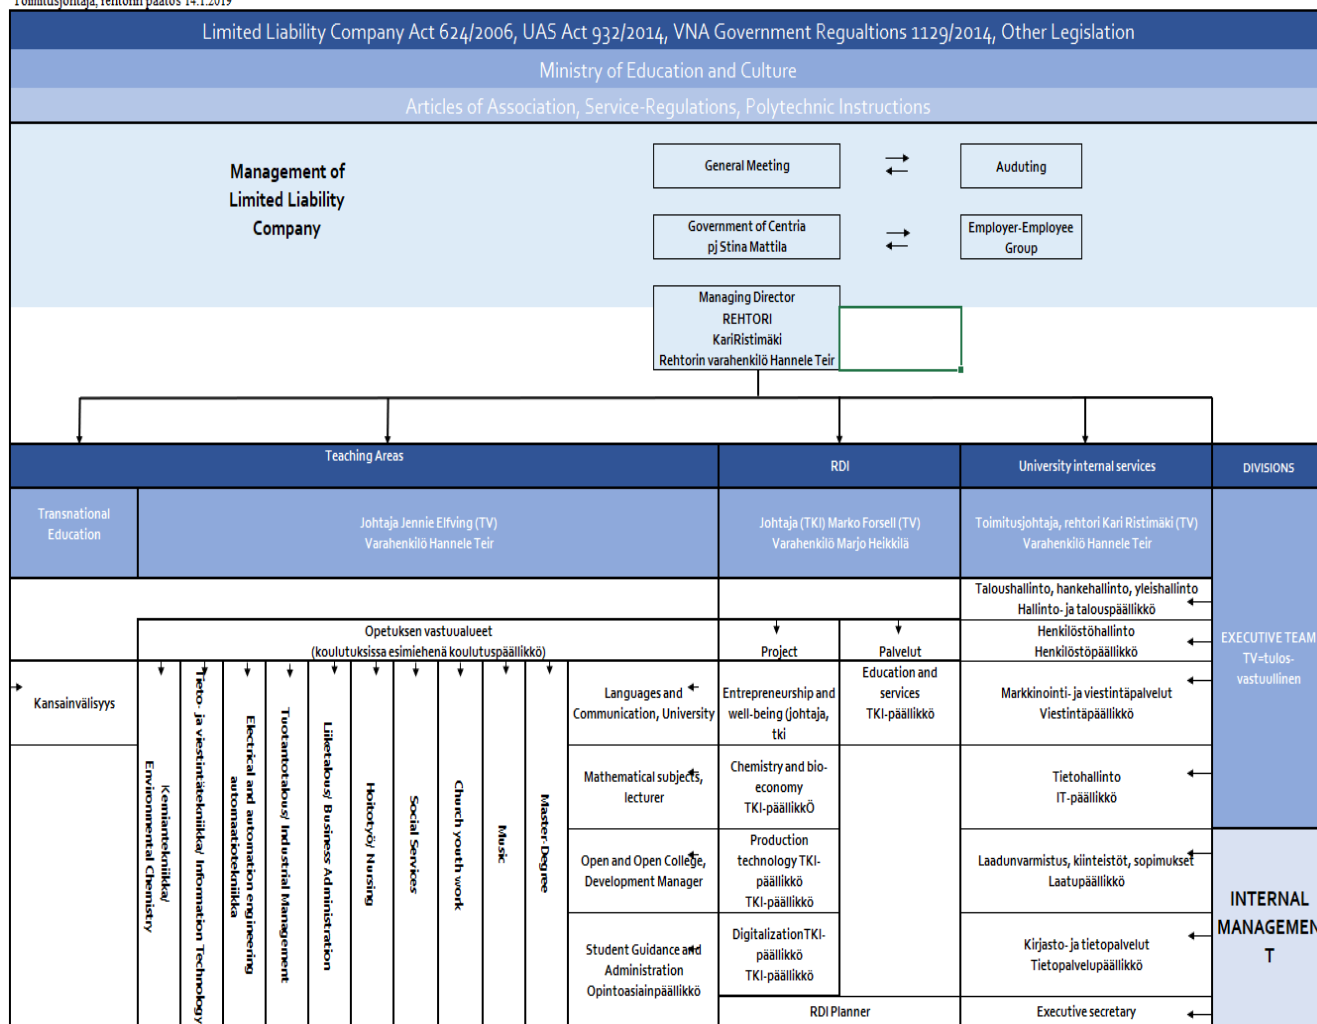 Toimitusjohtaja, rehtorin päätös 14.1.2019
Limited Liability Company Act 624/2006, UAS Act 932/2014, VNA Government Regualtions 1129/2014, Other Legislation
Ministry of Education and Culture
Articles of Association, Service-Regulations, Polytechnic Instructions
Management of
Limited Liability
Company
General Meeting
Auduting
Government of Centria
pj Stina Mattila
Employer-Employee
Group
Managing Director
REHTORI
KariRistimäki
Rehtorin varahenkilö Hannele Teir
Teaching Areas
RDI
University internal services
DIVISIONS
Transnational
Education
Johtaja Jennie Elfving (TV)
Varahenkilö Hannele Teir
Johtaja (TKI) Marko Forsell (TV)
Varahenkilö Marjo Heikkilä
Toimitusjohtaja, rehtori Kari Ristimäki (TV)
Varahenkilö Hannele Teir
EXECUTIVE TEAM
TV=tulos-
vastuullinen
Taloushallinto, hankehallinto, yleishallinto
Hallinto- ja talouspäällikkö
Opetuksen vastuualueet
(koulutuksissa esimiehenä koulutuspäällikkö)
Project
Palvelut
Henkilöstöhallinto
Henkilöstöpäällikkö
Kansainvälisyys
Kemiantekniikka/
Environmental Chemistry
Tieto- ja viestintätekniikka/ Information Technology
Electrical and automation engineering
automaatiotekniikka
Tuotantotalous/ Industrial Management
Liiketalous/ Business Administration
Hoitotyö/ Nursing
Social Services
Church youth work
Music
Master-Degree
Languages and
Communication, University
Entrepreneurship and
well-being (johtaja,
tki
Education and
services
TKI-päällikkö
Markkinointi- ja viestintäpalvelut
Viestintäpäällikkö
Mathematical subjects,
lecturer
Chemistry and bio-
economy
TKI-päällikkÖ
Tietohallinto
IT-päällikkö
Open and Open College,
Development Manager
Production
technology TKI-
päällikkö
TKI-päällikkö
Laadunvarmistus, kiinteistöt, sopimukset
Laatupäällikkö
INTERNAL
MANAGEMEN
T
Student Guidance and
Administration
Opintoasiainpäällikkö
DigitalizationTKI-
päällikkö
TKI-päällikkö
Kirjasto- ja tietopalvelut
Tietopalvelupäällikkö
RDI Planner
Executive secretary